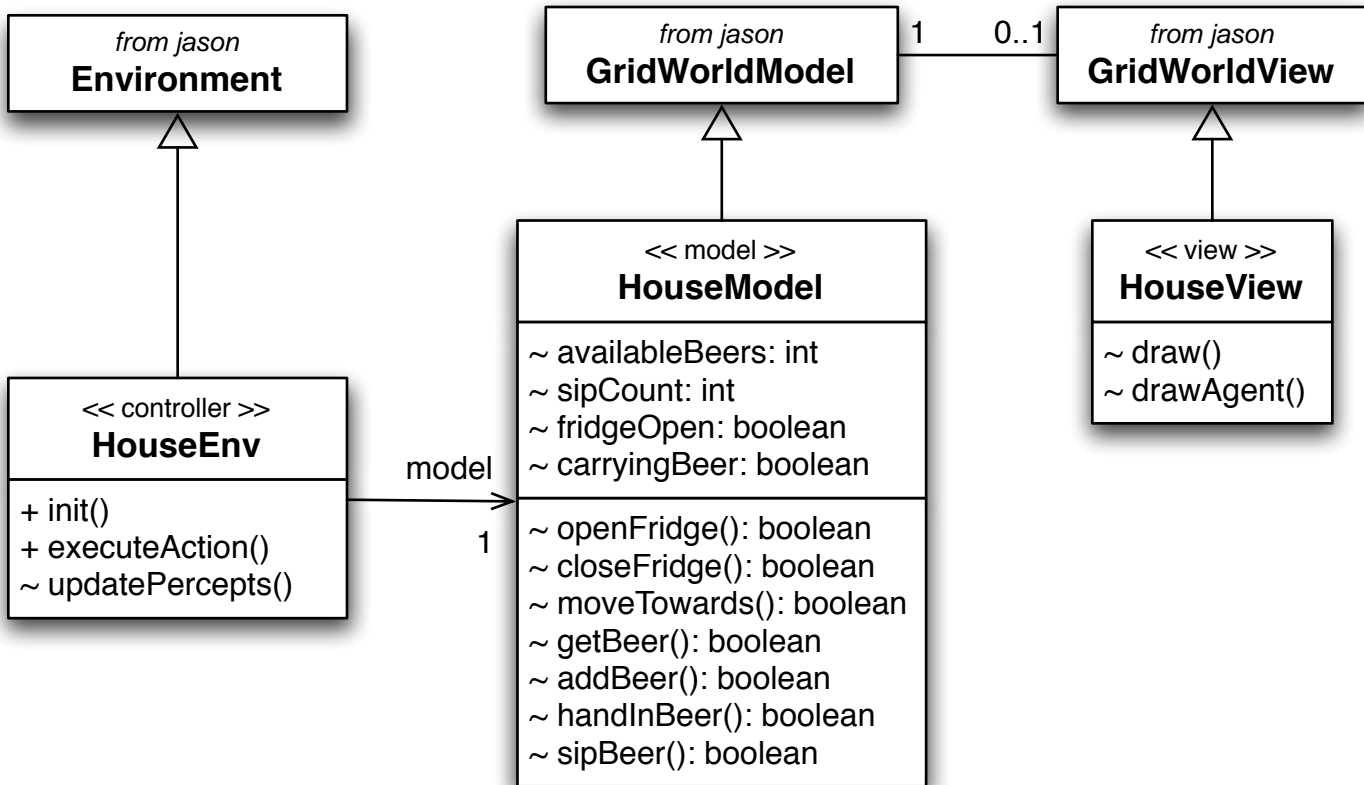 from jason
Environment
from jason
GridWorldModel
1
0..1
from jason
GridWorldView
<< controller >>
HouseEnv
+ init()
+ executeAction()
~ updatePercepts()
model
1
<< model >>
HouseModel
~ availableBeers: int
~ sipCount: int
~ fridgeOpen: boolean
~ carryingBeer: boolean
~ openFridge(): boolean
~ closeFridge(): boolean
~ moveTowards(): boolean
~ getBeer(): boolean
~ addBeer(): boolean
~ handInBeer(): boolean
~ sipBeer(): boolean
<< view >>
HouseView
~ draw()
~ drawAgent()